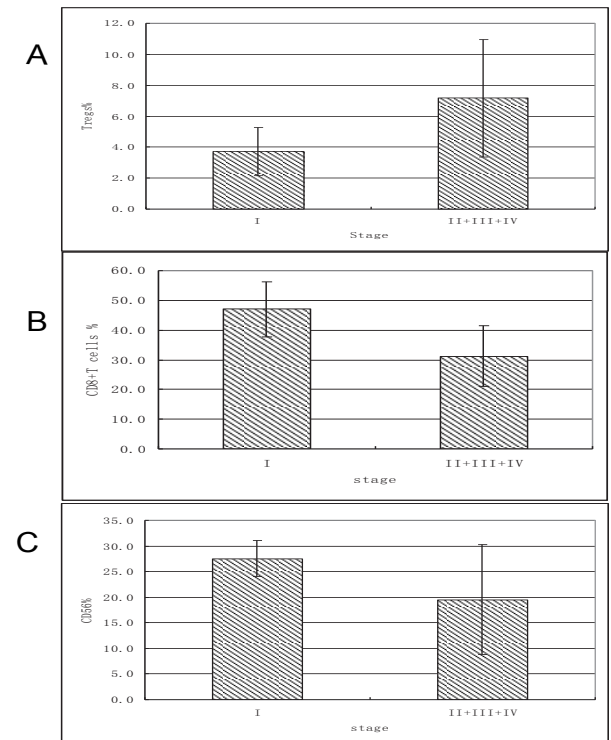 A
12.0
10.0
8.0
6.0
4.0
2.0
0.0
Tregs%
I II+III+IV
Stage
B
60.0
50.0
40.0
30.0
20.0
10.0
0.0
CD8+T cells %
I II+III+IV
stage
C
35.0
30.0
25.0
20.0
15.0
10.0
5.0
0.0
CD56%
I II+III+IV
stage